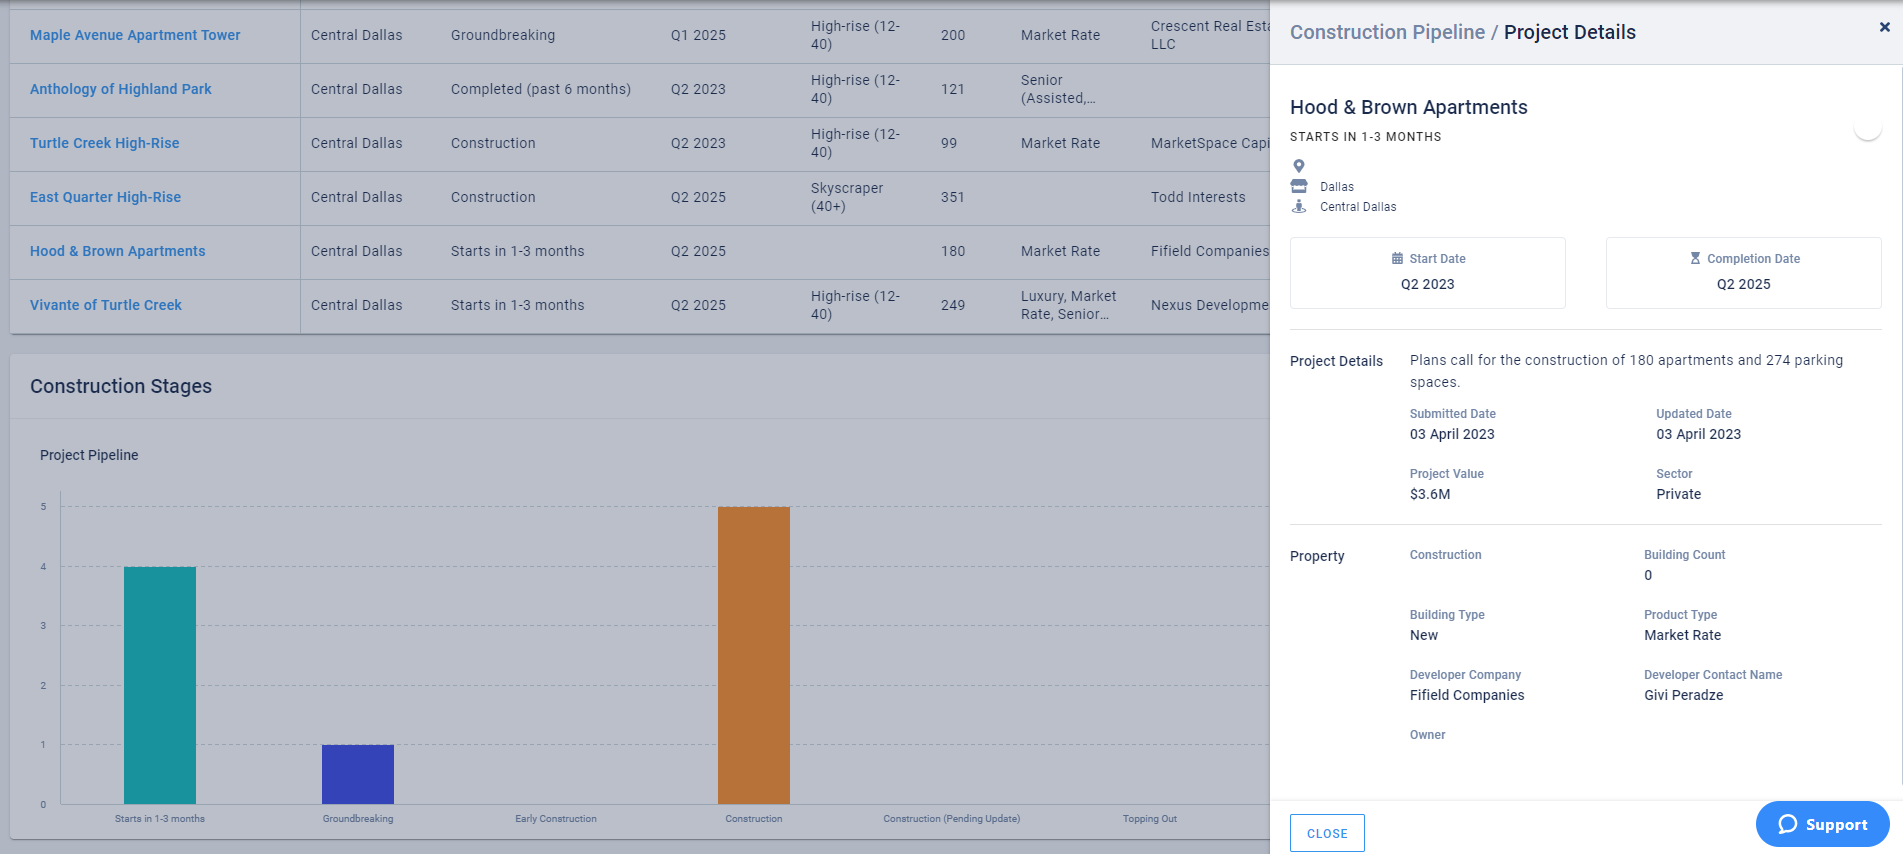 Maple Avenue Apartment Tower Central Dallas Groundbreaking Q1 2025 High-rise (12-40) 200 Market Rate Crescent Real Esta LLC
Anthology of Highland Park Central Dallas Completed (past 6 months) Q2 2023 High-rise (12-40) 121 Senior (Assisted,...
Turtle Creek High-Rise Central Dallas Construction Q2 2023 High-rise (12-40) 99 Market Rate MarketSpace Capi
East Quarter High-Rise Central Dallas Construction Q2 2025 Skyscraper (40+) 351 Todd Interests
Hood & Brown Apartments Central Dallas Starts in 1-3 months Q2 2025 180 Market Rate Fifield Companies
Vivante of Turtle Creek Central Dallas Starts in 1-3 months Q2 2025 High-rise (12-40) 249 Luxury, Market Rate, Senior... Nexus Developme
Construction Stages
Project Pipeline
5
4
3
2
1
0
Starts in 1-3 months Groundbreaking Early Construction Construction Construction (Pending Update) Topping Out
Construction Pipeline / Project Details
Hood & Brown Apartments
STARTS IN 1-3 MONTHS
Dallas
Central Dallas
Start Date
Q2 2023
Completion Date
Q2 2025
Project Details
Plans call for the construction of 180 apartments and 274 parking
spaces.
Submitted Date Updated Date
03 April 2023 03 April 2023
Project Value Sector
$3.6M Private
Property
Construction Building Count
0
Building Type Product Type
New Market Rate
Developer Company Developer Contact Name
Fifield Companies Givi Peradze
Owner
CLOSE
Support